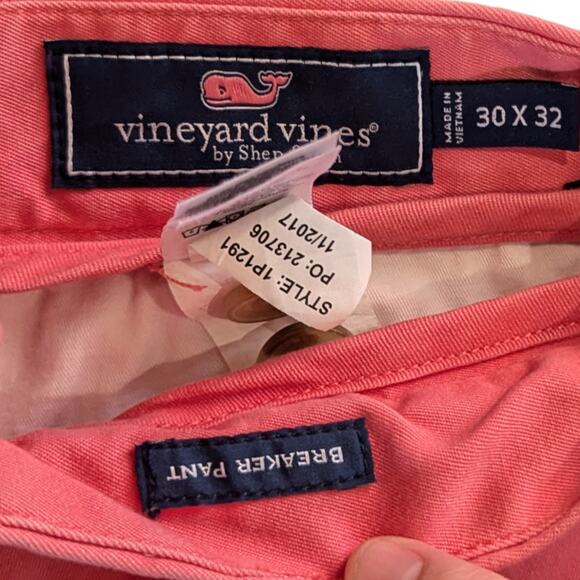 vineyard vines®
by Shep
MADE IN
VIETNAM
30 X 32
STYLE: 1P1291
PO: 213706
11/2017
BREAKER PANT